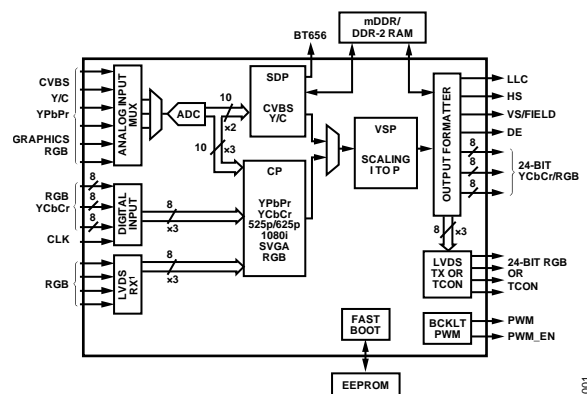 BT656
mDDR/
DDR-2 RAM
CVBS
Y/C
YPbPr
GRAPHICS
RGB
ANALOG INPUT
MUX
ADC
10
×2
10
×3
SDP
CVBS
Y/C
CP
YPbPr
YCbCr
525p/625p
1080i
SVGA
RGB
VSP
SCALING
I TO P
OUTPUT FORMATTER
LLC
HS
VS/FIELD
DE
8
8
8
24-BIT
YCbCr/RGB
8
8
8
RGB
YCbCr
CLK
DIGITAL
INPUT
8
×3
RGB
LVDS
RX1
8
×3
8
×3
LVDS
TX OR
TCON
24-BIT RGB
OR
TCON
FAST
BOOT
BCKLT
PWM
PWM
PWM_EN
EEPROM
001